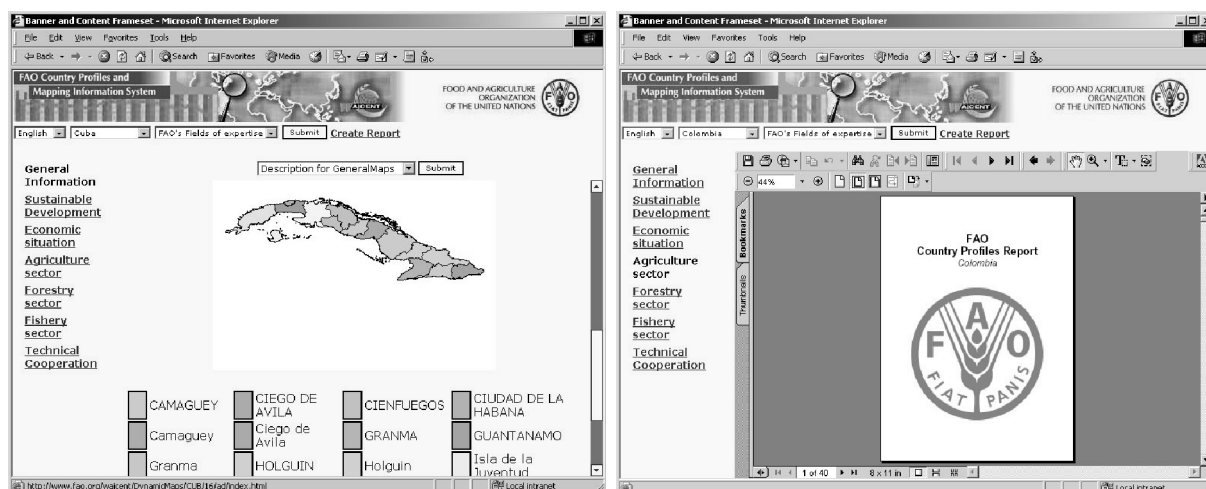 Banner and Content Frameset - Microsoft Internet Explorer
File Edit View Favorites Tools Help
Back Search Favorites Media
FAO Country Profiles and
Mapping Information System
WAICENT
FOOD AND AGRICULTURE
ORGANIZATION
OF THE UNITED NATIONS
English Cuba FAO's Fields of expertise Submit Create Report
General
Information
Sustainable
Development
Economic
situation
Agriculture
sector
Forestry
sector
Fishery
sector
Technical
Cooperation
Description for GeneralMaps Submit
CAMAGUEY CIEGO DE AVILA CIENFUEGOS CIUDAD DE LA HABANA
Camaguey Ciego de Avila GRANMA GUANTANAMO
Granma HOLGUIN Holguin Isla de la Juventud
http://www.fao.org/waicent/DynamicMaps/CUB/16/ad/index.html Local intranet
Banner and Content Frameset - Microsoft Internet Explorer
File Edit View Favorites Tools Help
Back Search Favorites Media
FAO Country Profiles and
Mapping Information System
WAICENT
FOOD AND AGRICULTURE
ORGANIZATION
OF THE UNITED NATIONS
English Colombia FAO's Fields of expertise Submit Create Report
General
Information
Sustainable
Development
Economic
situation
Agriculture
sector
Forestry
sector
Fishery
sector
Technical
Cooperation
44%
Bookmarks
Thumbnails
FAO
Country Profiles Report
Colombia
F A O
FIAT PANIS
1 of 40 8 x 11 in
Local intranet